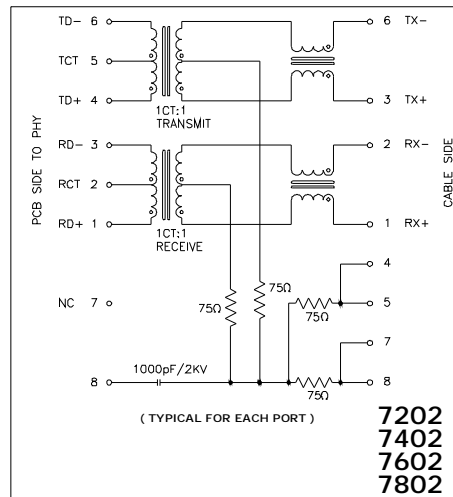 TD- 6
6 TX-
TCT 5
TD+ 4
3 TX+
1CT:1
TRANSMIT
RD- 3
2 RX-
PCB SIDE TO PHY
CABLE SIDE
RCT 2
RD+ 1
1 RX+
1CT:1
RECEIVE
4
75Ω
NC 7
75Ω
5
75Ω
7
1000pF/2KV
8
8
75Ω
( TYPICAL FOR EACH PORT )
7202
7402
7602
7802